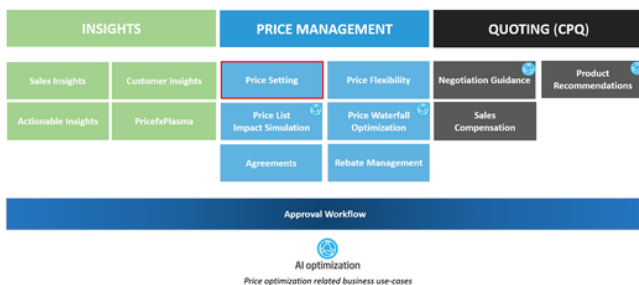 INSIGHTS
PRICE MANAGEMENT
QUOTING (CPQ)
Sales Insights
Customer Insights
Price Setting
Price Flexibility
Negotiation Guidance
Product
Recommendations
Actionable Insights
PricefxPlasma
Price List
Impact Simulation
Price Waterfall
Optimization
Sales
Compensation
Agreements
Rebate Management
Approval Workflow
AI optimization
Price optimization related business use-cases